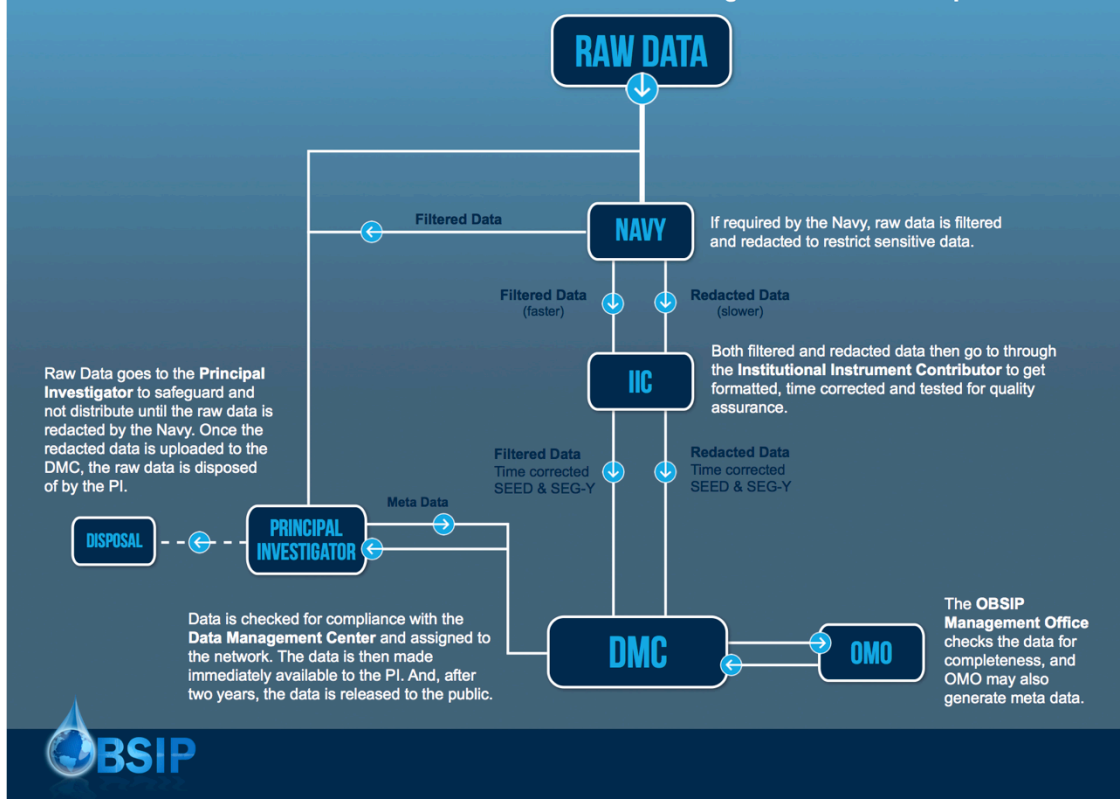 RAW DATA
Filtered Data
NAVY
If required by the Navy, raw data is filtered
and redacted to restrict sensitive data.
Filtered Data
(faster)
Redacted Data
(slower)
IIC
Both filtered and redacted data then go to through
the Institutional Instrument Contributor to get
formatted, time corrected and tested for quality
assurance.
Raw Data goes to the Principal
Investigator to safeguard and
not distribute until the raw data is
redacted by the Navy. Once the
redacted data is uploaded to the
DMC, the raw data is disposed
of by the PI.
Filtered Data
Time corrected
SEED & SEG-Y
Redacted Data
Time corrected
SEED & SEG-Y
Meta Data
DISPOSAL
PRINCIPAL
INVESTIGATOR
Data is checked for compliance with the
Data Management Center and assigned to
the network. The data is then made
immediately available to the PI. And, after
two years, the data is released to the public.
DMC
OMO
The OBSIP
Management Office
checks the data for
completeness, and
OMO may also
generate meta data.
OBSIP